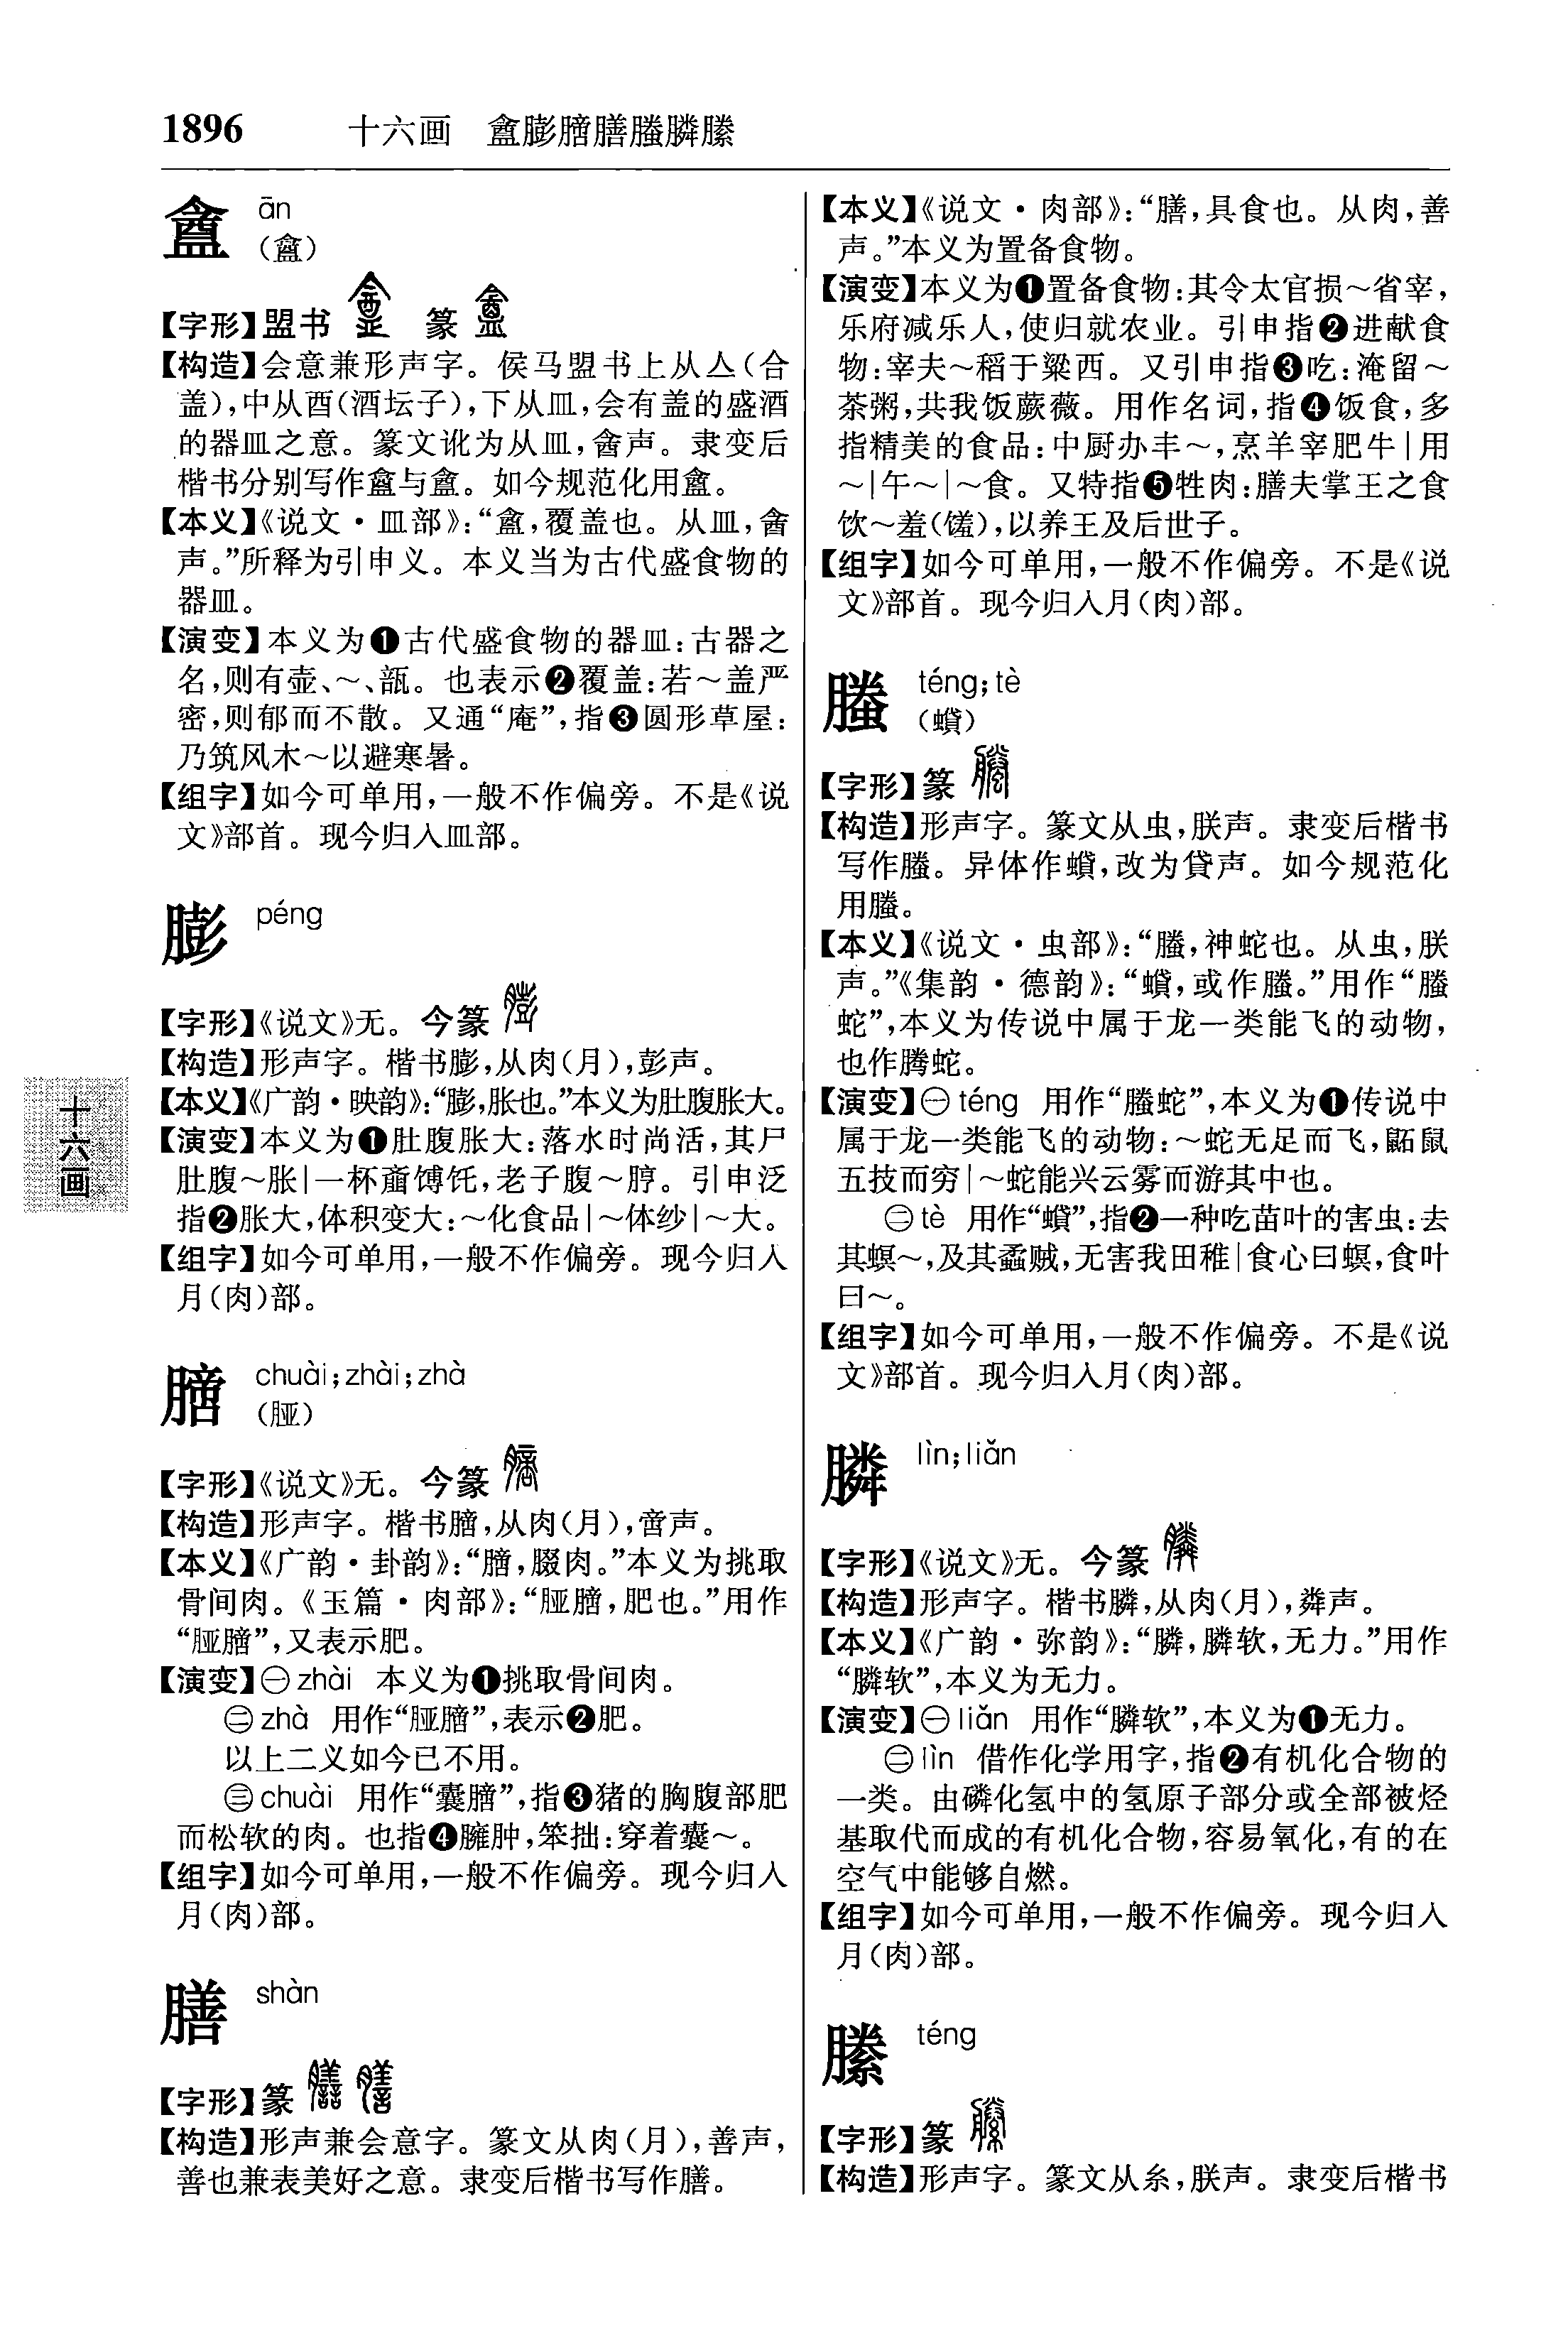 1896 十六画 盦膨膪膳螣膦縢
盦 ān
(盫)
【字形】盟书 篆
【构造】会意兼形声字。侯马盟书上从亼(合
盖),中从酉(酒坛子),下从皿,会有盖的盛酒
的器皿之意。篆文讹为从皿,酓声。隶变后
楷书分别写作盫与盦。如今规范化用盦。
【本义】《说文·皿部》:“盦,覆盖也。从皿,酓
声。”所释为引申义。本义当为古代盛食物的
器皿。
【演变】本义为❶古代盛食物的器皿:古器之
名,则有壶、～、瓿。也表示❷覆盖:若～盖严
密,则郁而不散。又通“庵”,指❸圆形草屋:
乃筑风木～以避寒暑。
【组字】如今可单用,一般不作偏旁。不是《说
文》部首。现今归入皿部。
膨 péng
【字形】《说文》无。今篆
【构造】形声字。楷书膨,从肉(月),彭声。
【本义】《广韵·映韵》:“膨,胀也。”本义为肚腹胀大。
【演变】本义为❶肚腹胀大:落水时尚活,其尸
肚腹～胀|一杯齑馎饦,老子腹～脝。引申泛
指❷胀大,体积变大:～化食品|～体纱|～大。
【组字】如今可单用,一般不作偏旁。现今归入
月(肉)部。
膪 chuài;zhài;zhà
(䏝)
【字形】《说文》无。今篆
【构造】形声字。楷书膪,从肉(月),啻声。
【本义】《广韵·卦韵》:“膪,腏肉。”本义为挑取
骨间肉。《玉篇·肉部》:“膪,肥也。”用作
“膪”,又表示肥。
【演变】㊀zhài 本义为❶挑取骨间肉。
㊁zhà 用作“膪”,表示❷肥。
以上二义如今已不用。
㊂chuài 用作“囊膪”,指❸猪的胸腹部肥
而松软的肉。也指❹臃肿,笨拙:穿着囊～。
【组字】如今可单用,一般不作偏旁。现今归入
月(肉)部。
膳 shàn
【字形】篆
【构造】形声兼会意字。篆文从肉(月),善声,
善也兼表美好之意。隶变后楷书写作膳。
【本义】《说文·肉部》:“膳,具食也。从肉,善
声。”本义为置备食物。
【演变】本义为❶置备食物:其令太官损～省宰,
乐府减乐人,使归就农业。引申指❷进献食
物:宰夫～稻于粱西。又引申指❸吃:淹留～
茶粥,共我饭蕨薇。用作名词,指❹饭食,多
指精美的食品:中厨办丰～,烹羊宰肥牛|用
～|午～|～食。又特指❺牲肉:膳夫掌王之食
饮～羞(馐),以养王及后世子。
【组字】如今可单用,一般不作偏旁。不是《说
文》部首。现今归入月(肉)部。
螣 téng;tè
(蟘)
【字形】篆
【构造】形声字。篆文从虫,朕声。隶变后楷书
写作螣。异体作蟘,改为貸声。如今规范化
用螣。
【本义】《说文·虫部》:“螣,神蛇也。从虫,朕
声。”《集韵·德韵》:“蟘,或作螣。”用作“螣
蛇”,本义为传说中属于龙一类能飞的动物,
也作腾蛇。
【演变】㊀téng 用作“螣蛇”,本义为❶传说中
属于龙一类能飞的动物:～蛇无足而飞,鼫鼠
五技而穷|～蛇能兴云雾而游其中也。
㊁tè 用作“蟘”,指❷一种吃苗叶的害虫:去
其螟～,及其蟊贼,无害我田稚|食心曰螟,食叶
曰～。
【组字】如今可单用,一般不作偏旁。不是《说
文》部首。现今归入月(肉)部。
膦 lìn;liǎn
【字形】《说文》无。今篆
【构造】形声字。楷书膦,从肉(月),粦声。
【本义】《广韵·弥韵》:“膦,膦软,无力。”用作
“膦软”,本义为无力。
【演变】㊀liǎn 用作“膦软”,本义为❶无力。
㊁lìn 借作化学用字,指❷有机化合物的
一类。由磷化氢中的氢原子部分或全部被烃
基取代而成的有机化合物,容易氧化,有的在
空气中能够自燃。
【组字】如今可单用,一般不作偏旁。现今归入
月(肉)部。
縢 téng
【字形】篆
【构造】形声字。篆文从糸,朕声。隶变后楷书
十六画